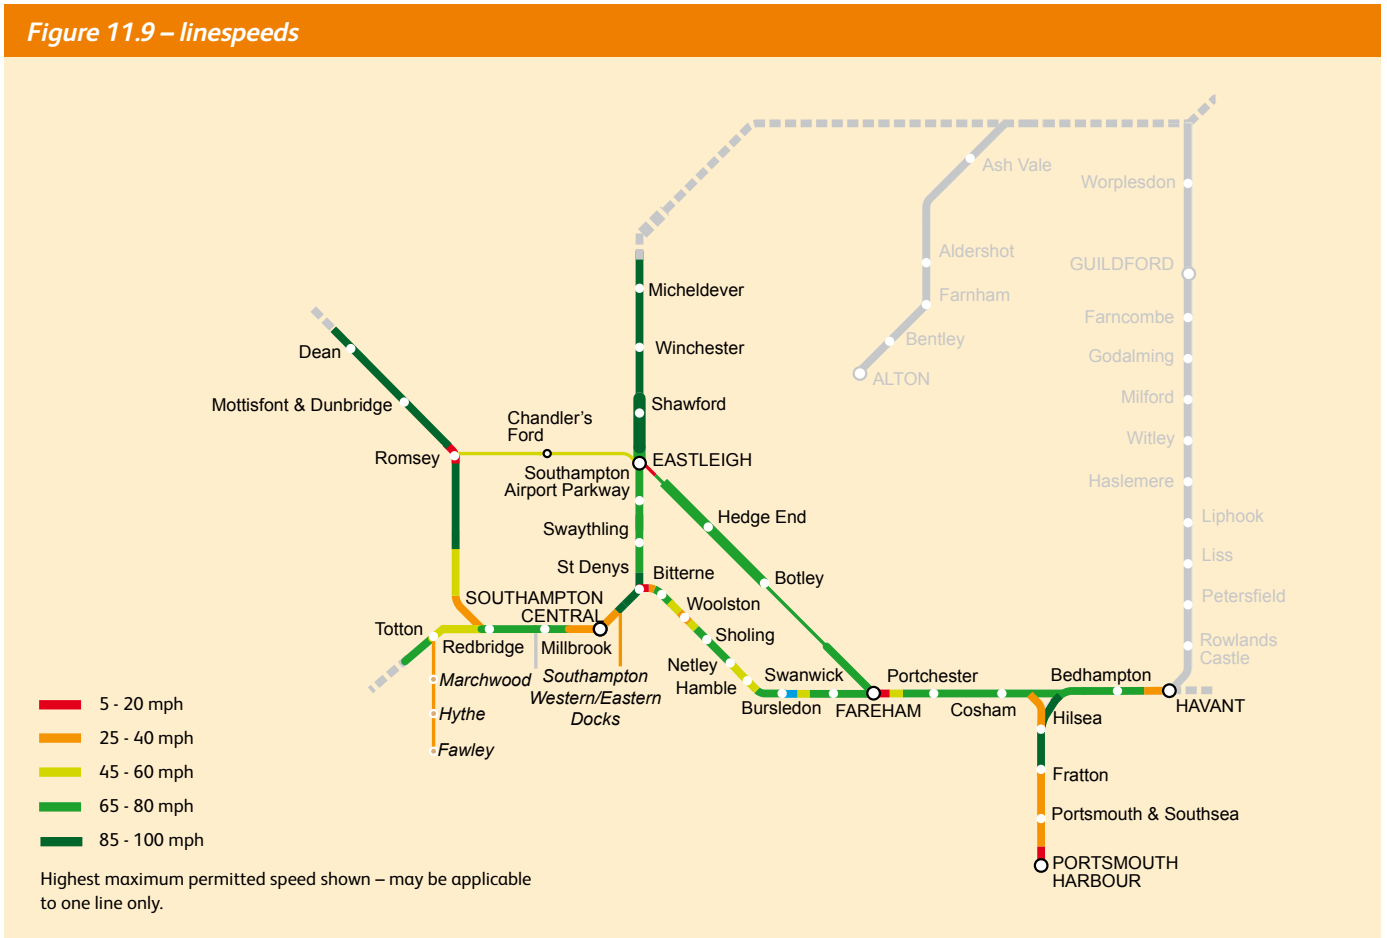 Figure 11.9 – linespeeds
Ash Vale
Worplesdon
Aldershot
GUILDFORD
Micheldever
Farnham
Farncombe
Bentley
Winchester
Dean
Godalming
ALTON
Mottisfont & Dunbridge
Shawford
Milford
Chandler's
Ford
Witley
Romsey
EASTLEIGH
Southampton
Airport Parkway
Haslemere
Hedge End
Liphook
Swaythling
Liss
St Denys
Bitterne
Botley
SOUTHAMPTON
CENTRAL
Woolston
Petersfield
Totton
Redbridge
Millbrook
Sholing
Rowlands
Castle
Netley
Hamble
Swanwick
Portchester
Bedhampton
Marchwood
Southampton
Western/Eastern
Docks
Bursledon
FAREHAM
Cosham
HAVANT
Hythe
Hilsea
Fawley
Fratton
Portsmouth & Southsea
PORTSMOUTH
HARBOUR
5 - 20 mph
25 - 40 mph
45 - 60 mph
65 - 80 mph
85 - 100 mph
Highest maximum permitted speed shown – may be applicable
to one line only.